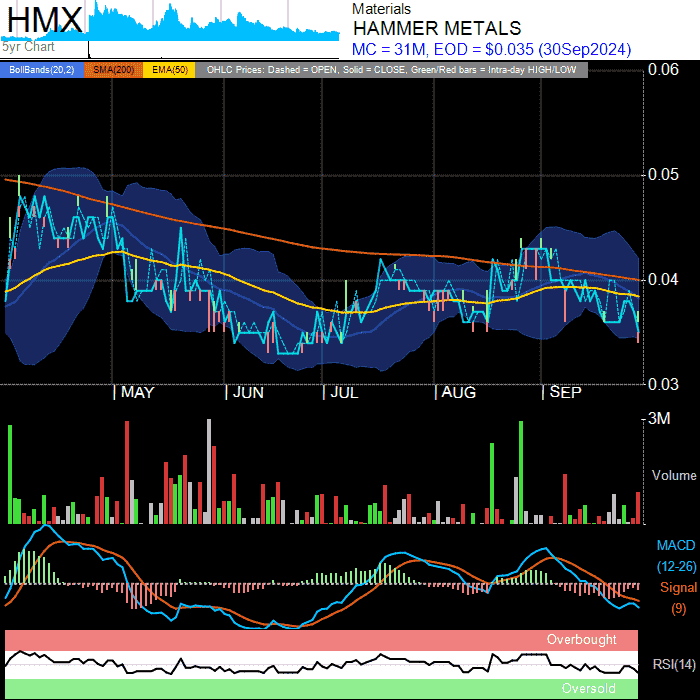 HMX
5yr Chart
Materials
HAMMER METALS
MC = 31M, EOD = $0.035 (30Sep2024)
BollBands(20,2) SMA(200) EMA(50) OHLC Prices: Dashed = OPEN, Solid = CLOSE, Green/Red bars = Intra-day HIGH/LOW
0.06
0.05
0.04
0.03
MAY JUN JUL AUG SEP
3M
Volume
MACD
(12-26)
Signal
(9)
Overbought
RSI(14)
Oversold